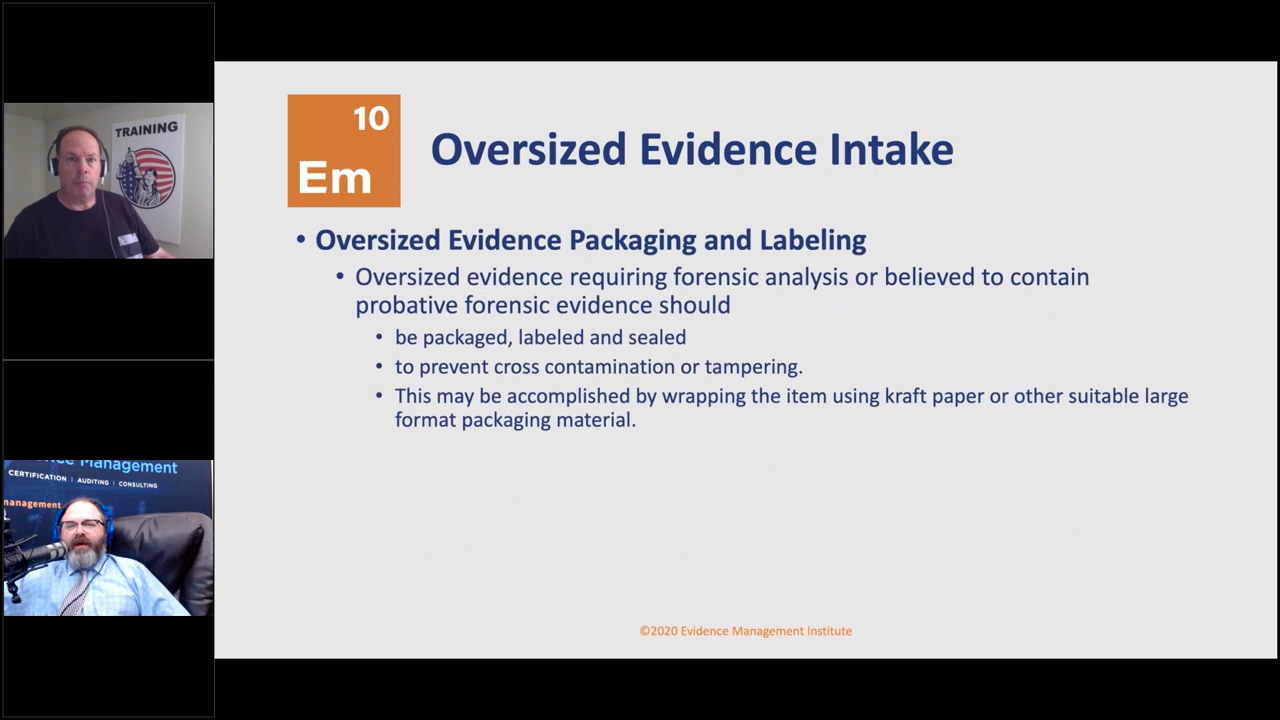 TRAINING
nce Management
CERTIFICATION | AUDITING | CONSULTING
management
10
Em
Oversized Evidence Intake
• Oversized Evidence Packaging and Labeling
• Oversized evidence requiring forensic analysis or believed to contain
probative forensic evidence should
• be packaged, labeled and sealed
• to prevent cross contamination or tampering.
• This may be accomplished by wrapping the item using kraft paper or other suitable large
format packaging material.
©2020 Evidence Management Institute